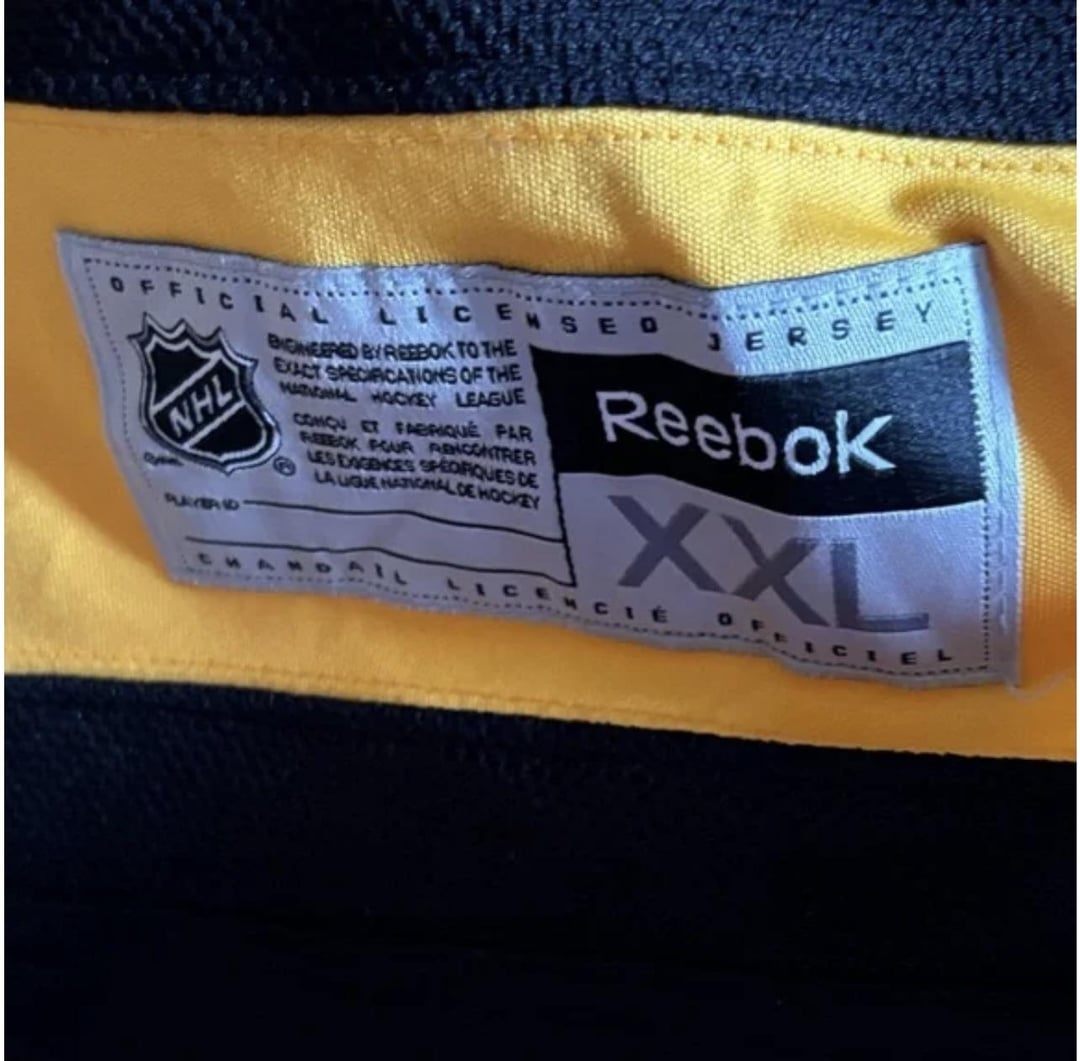 OFFICIAL LICENSED JERSEY
NHL
®
ENGINEERED BY REEBOK TO THE
EXACT SPECIFICATIONS OF THE
NATIONAL HOCKEY LEAGUE
CONÇU ET FABRIQUÉ PAR
REEBOK POUR RENCONTRER
LES EXIGENCES SPÉCIFIQUES DE
LA LIGUE NATIONAL DE HOCKEY
PLAYER ID
Reebok
XXL
CHANDAIL LICENCIÉ OFFICIEL